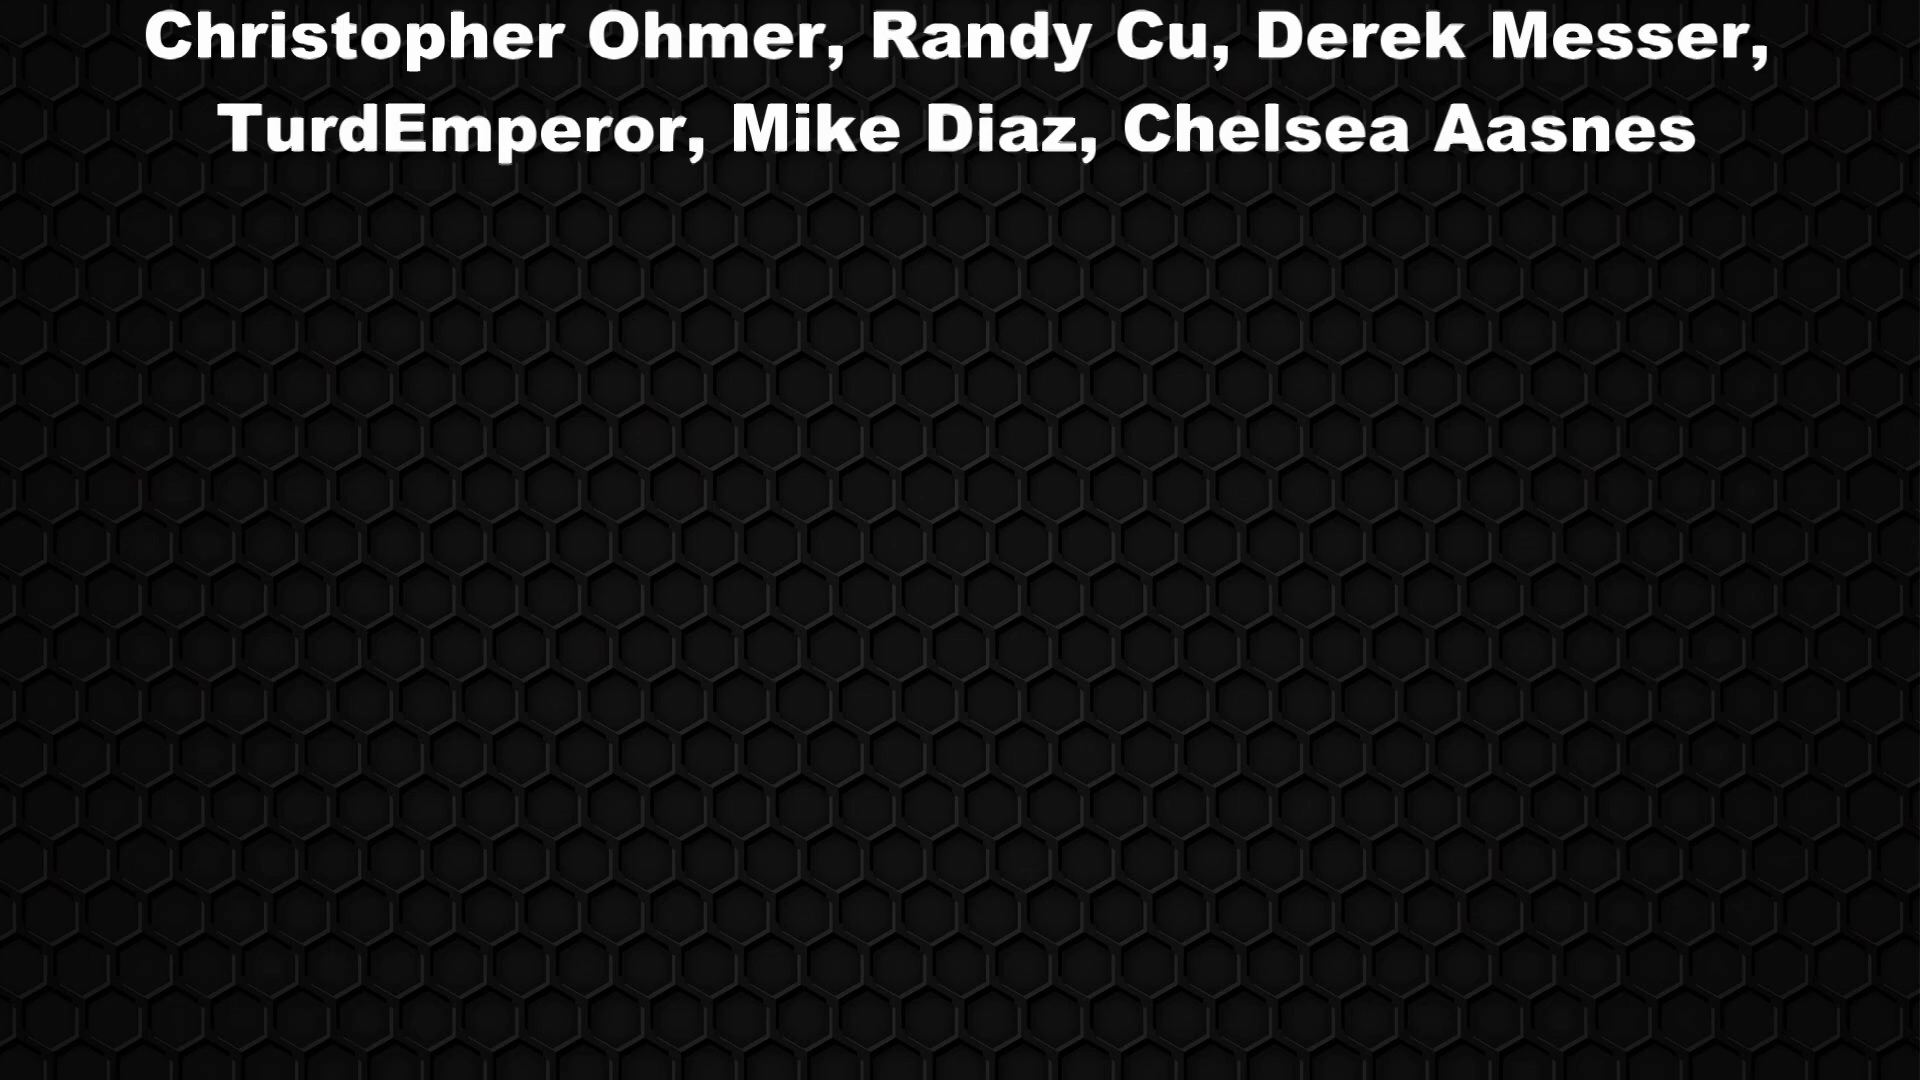 Christopher Ohmer, Randy Cu, Derek Messer,
TurdEmperor, Mike Diaz, Chelsea Aasnes